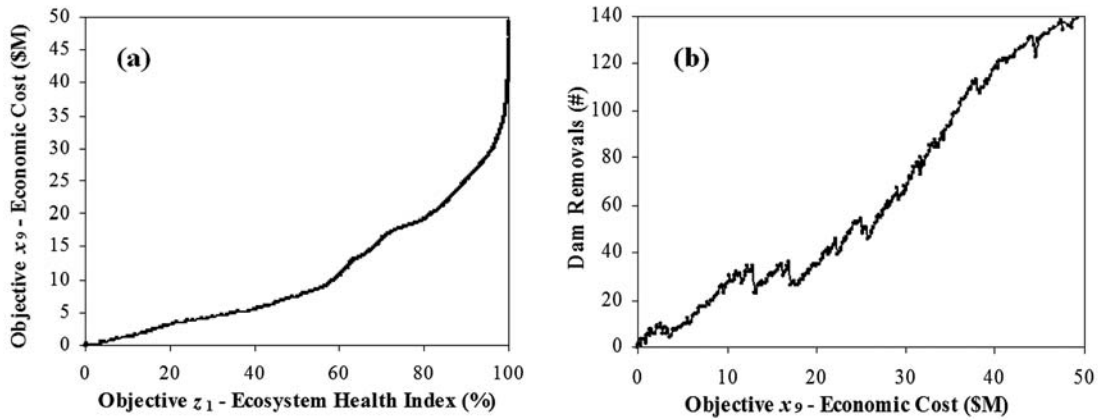 (a)
Objective x9 - Economic Cost ($M)
50
45
40
35
30
25
20
15
10
5
0
0 20 40 60 80 100
Objective z1 - Ecosystem Health Index (%)
(b)
Dam Removals (#)
140
120
100
80
60
40
20
0
0 10 20 30 40 50
Objective x9 - Economic Cost ($M)